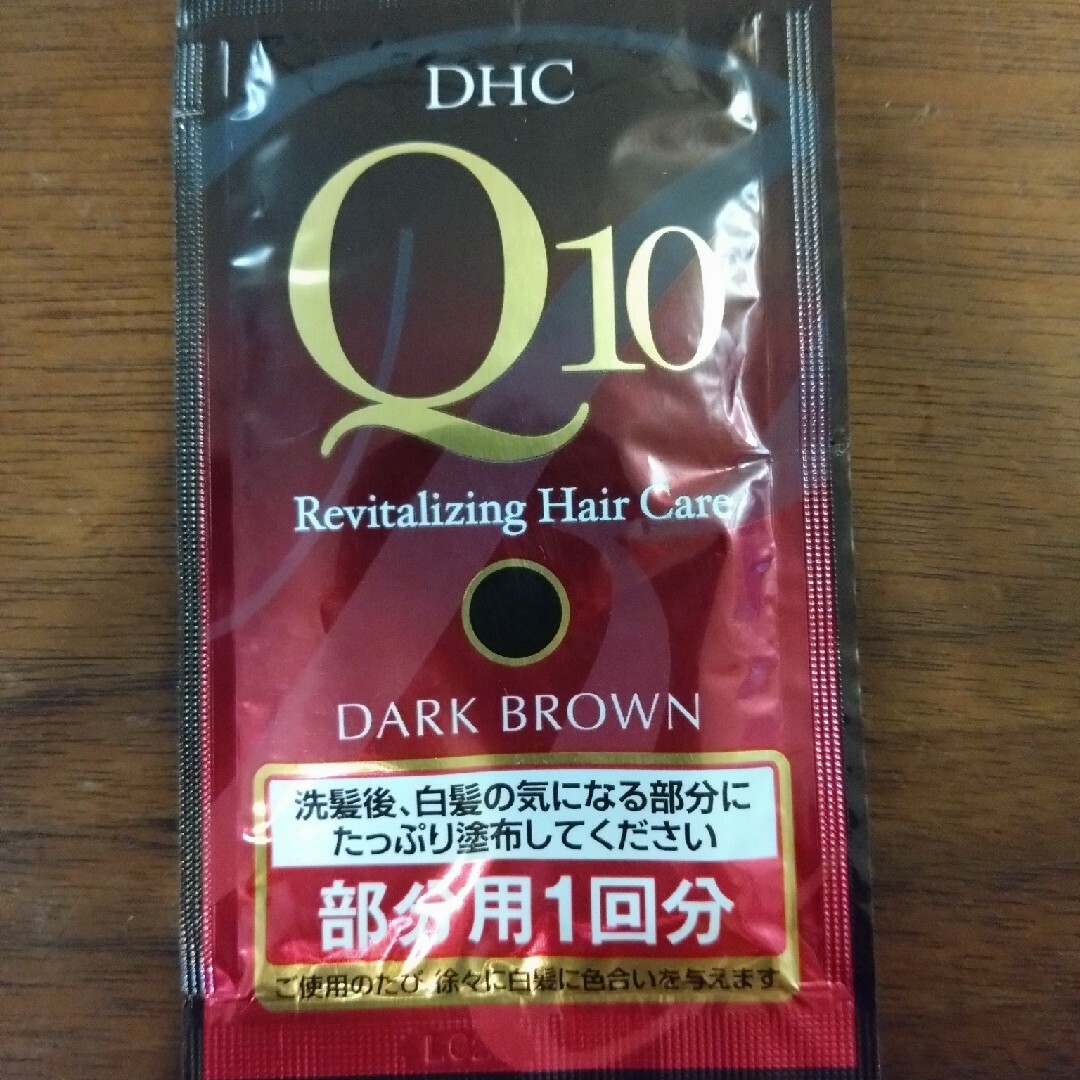 DHC
Q10
Revitalizing Hair Care
DARK BROWN
洗髪後、白髪の気になる部分に
たっぷり塗布してください
部分用1回分
ご使用のたび、徐々に白髪に色合いを与えます